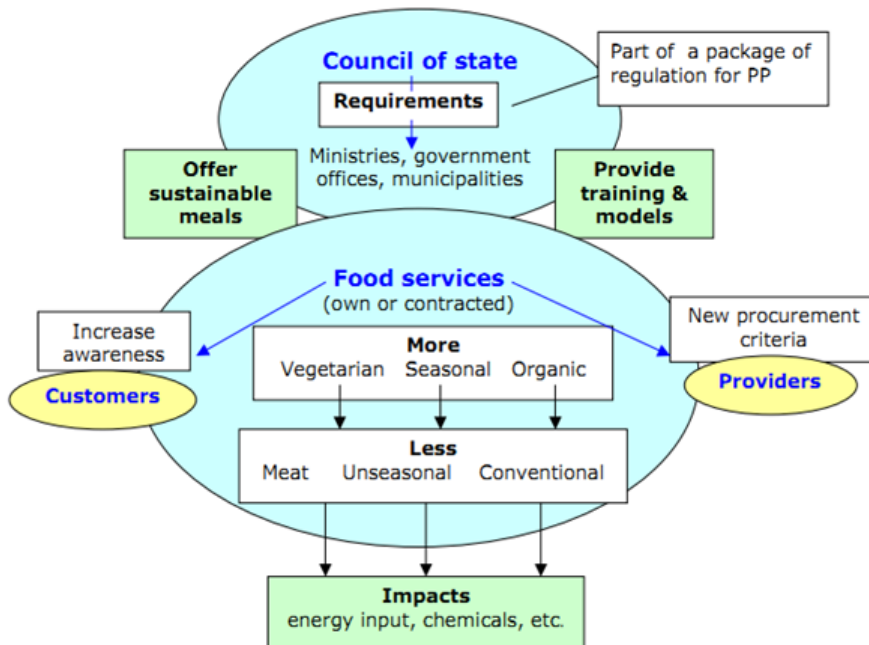 Council of state
Requirements
Part of a package of
regulation for PP
Ministries, government
offices, municipalities
Offer
sustainable
meals
Provide
training &
models
Food services
(own or contracted)
Increase
awareness
Customers
New procurement
criteria
Providers
More
Vegetarian Seasonal Organic
Less
Meat Unseasonal Conventional
Impacts
energy input, chemicals, etc.